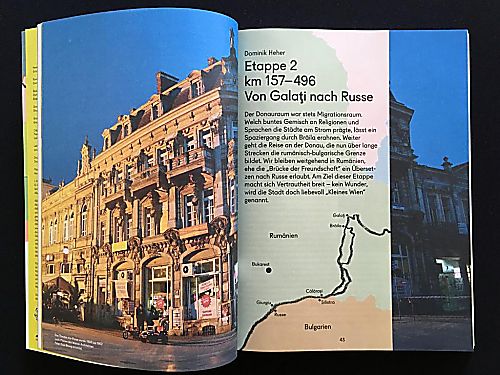 Dominik Heher
Etappe 2
km 157–496
Von Galaţi nach Russe
Der Donauraum war stets Migrationsraum.
Welch buntes Gemisch an Religionen und
Sprachen die Städte am Strom prägte, lässt ein
Spaziergang durch Brăila erahnen. Weiter
geht die Reise an der Donau, die nun über lange
Strecken die rumänisch-bulgarische Grenze
bildet. Wir bleiben weitgehend in Rumänien,
ehe die „Brücke der Freundschaft“ ein Überset-
zen nach Russe erlaubt. Am Ziel dieser Etappe
macht sich Vertrautheit breit – kein Wunder,
wird die Stadt doch liebevoll „Kleines Wien“
genannt.
Galaţi
Brăila
Rumänien
Bukarest
Călăraşi
Silistra
Giurgiu
Russe
Bulgarien
43